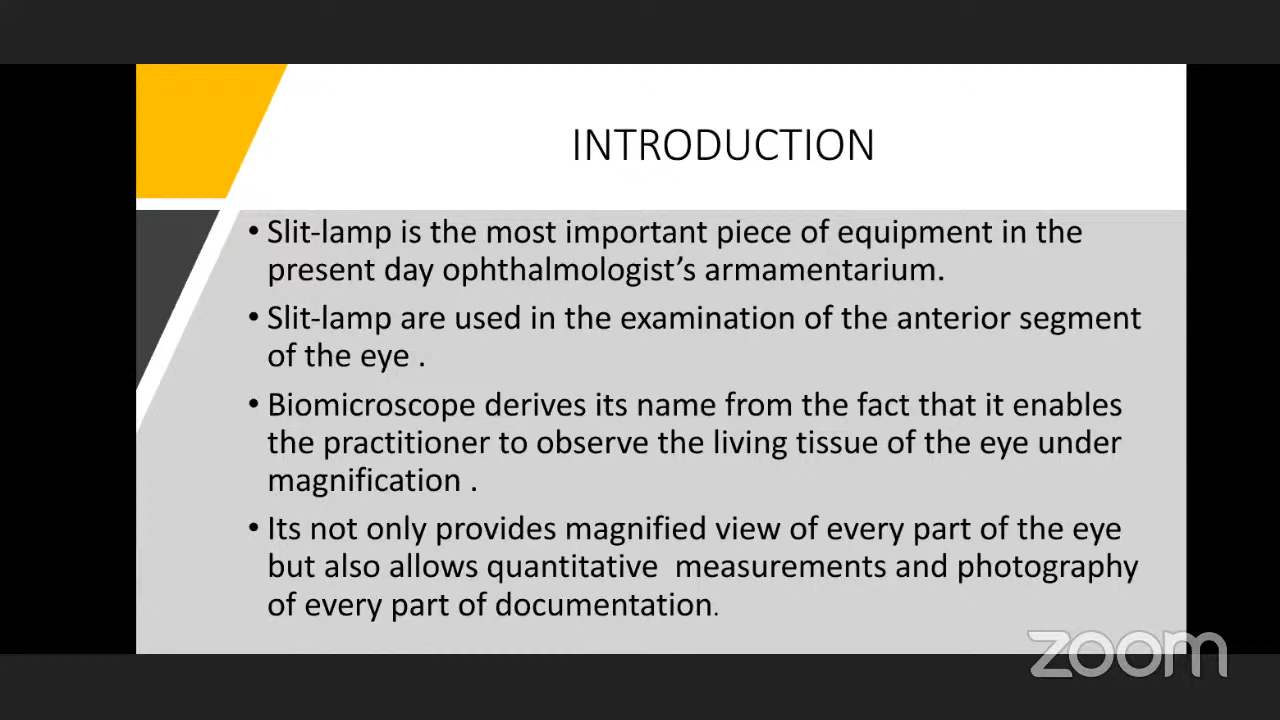 INTRODUCTION
• Slit-lamp is the most important piece of equipment in the
present day ophthalmologist’s armamentarium.
• Slit-lamp are used in the examination of the anterior segment
of the eye .
• Biomicroscope derives its name from the fact that it enables
the practitioner to observe the living tissue of the eye under
magnification .
• Its not only provides magnified view of every part of the eye
but also allows quantitative  measurements and photography
of every part of documentation.
zoom